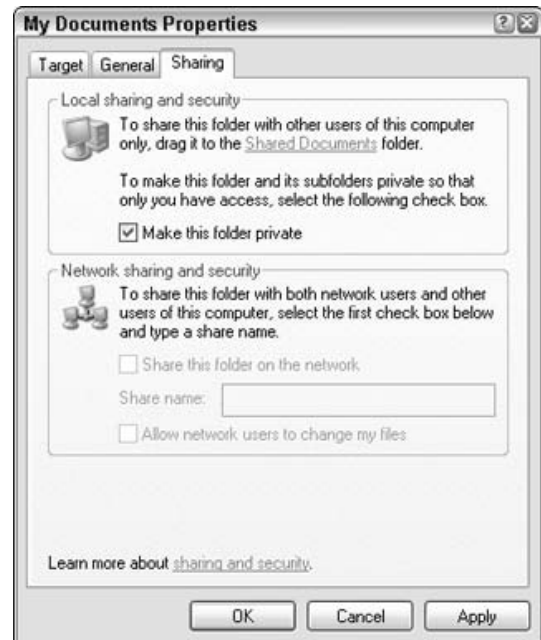 My Documents Properties
Target General Sharing
Local sharing and security
To share this folder with other users of this computer
only, drag it to the Shared Documents folder.
To make this folder and its subfolders private so that
only you have access, select the following check box.
Make this folder private
Network sharing and security
To share this folder with both network users and other
users of this computer, select the first check box below
and type a share name.
Share this folder on the network
Share name:
Allow network users to change my files
Learn more about sharing and security.
OK Cancel Apply